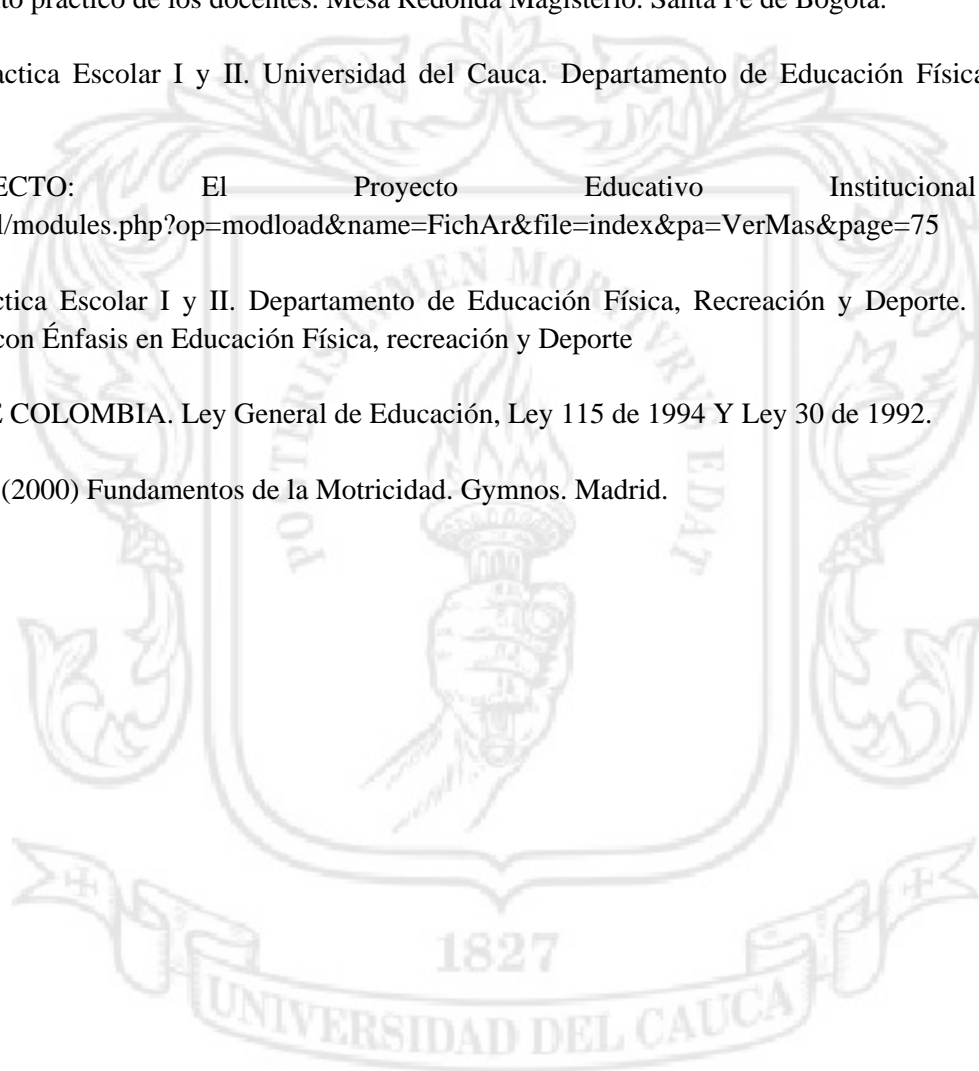 to práctico de los docentes. Mesa Redonda Magisterio. Santa Fe de Bogotá.
actica Escolar I y II. Universidad del Cauca. Departamento de Educación Física
ECTO: El Proyecto Educativo Institucional
l/modules.php?op=modload&name=FichAr&file=index&pa=VerMas&page=75
ctica Escolar I y II. Departamento de Educación Física, Recreación y Deporte.
con Énfasis en Educación Física, recreación y Deporte
E COLOMBIA. Ley General de Educación, Ley 115 de 1994 Y Ley 30 de 1992.
(2000) Fundamentos de la Motricidad. Gymnos. Madrid.
1827
UNIVERSIDAD DEL CAUCA